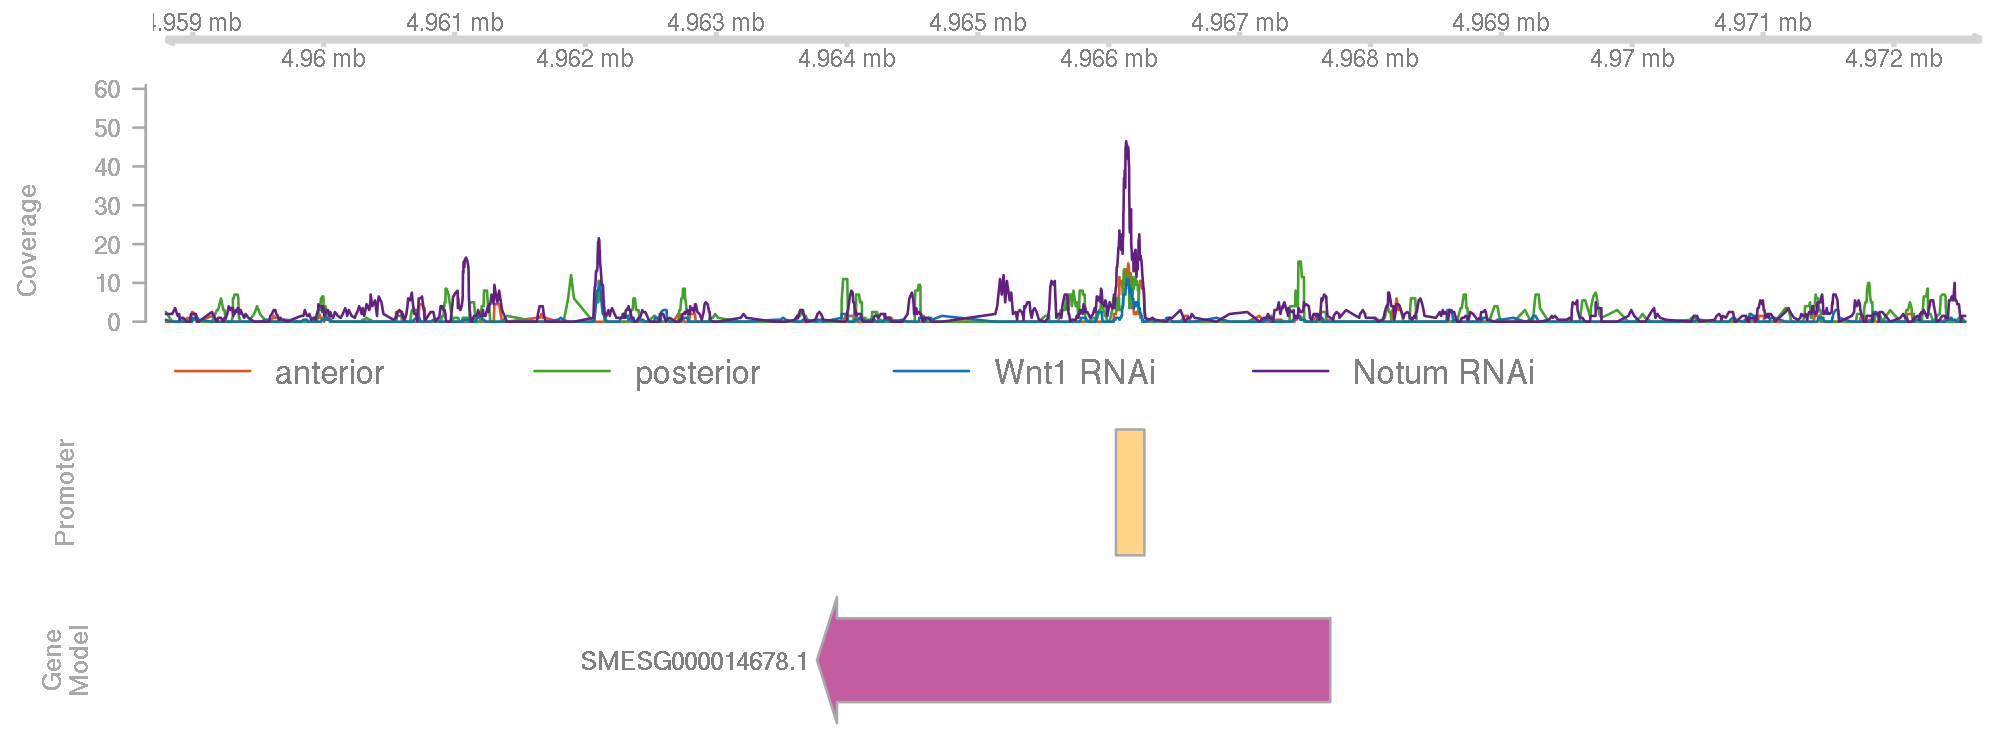 .959 mb 4.961 mb 4.963 mb 4.965 mb 4.967 mb 4.969 mb 4.971 mb
4.96 mb 4.962 mb 4.964 mb 4.966 mb 4.968 mb 4.97 mb 4.972 mb
60
50
40
30
20
10
0
Coverage
anterior posterior Wnt1 RNAi Notum RNAi
Promoter
Gene
Model
SMESG000014678.1